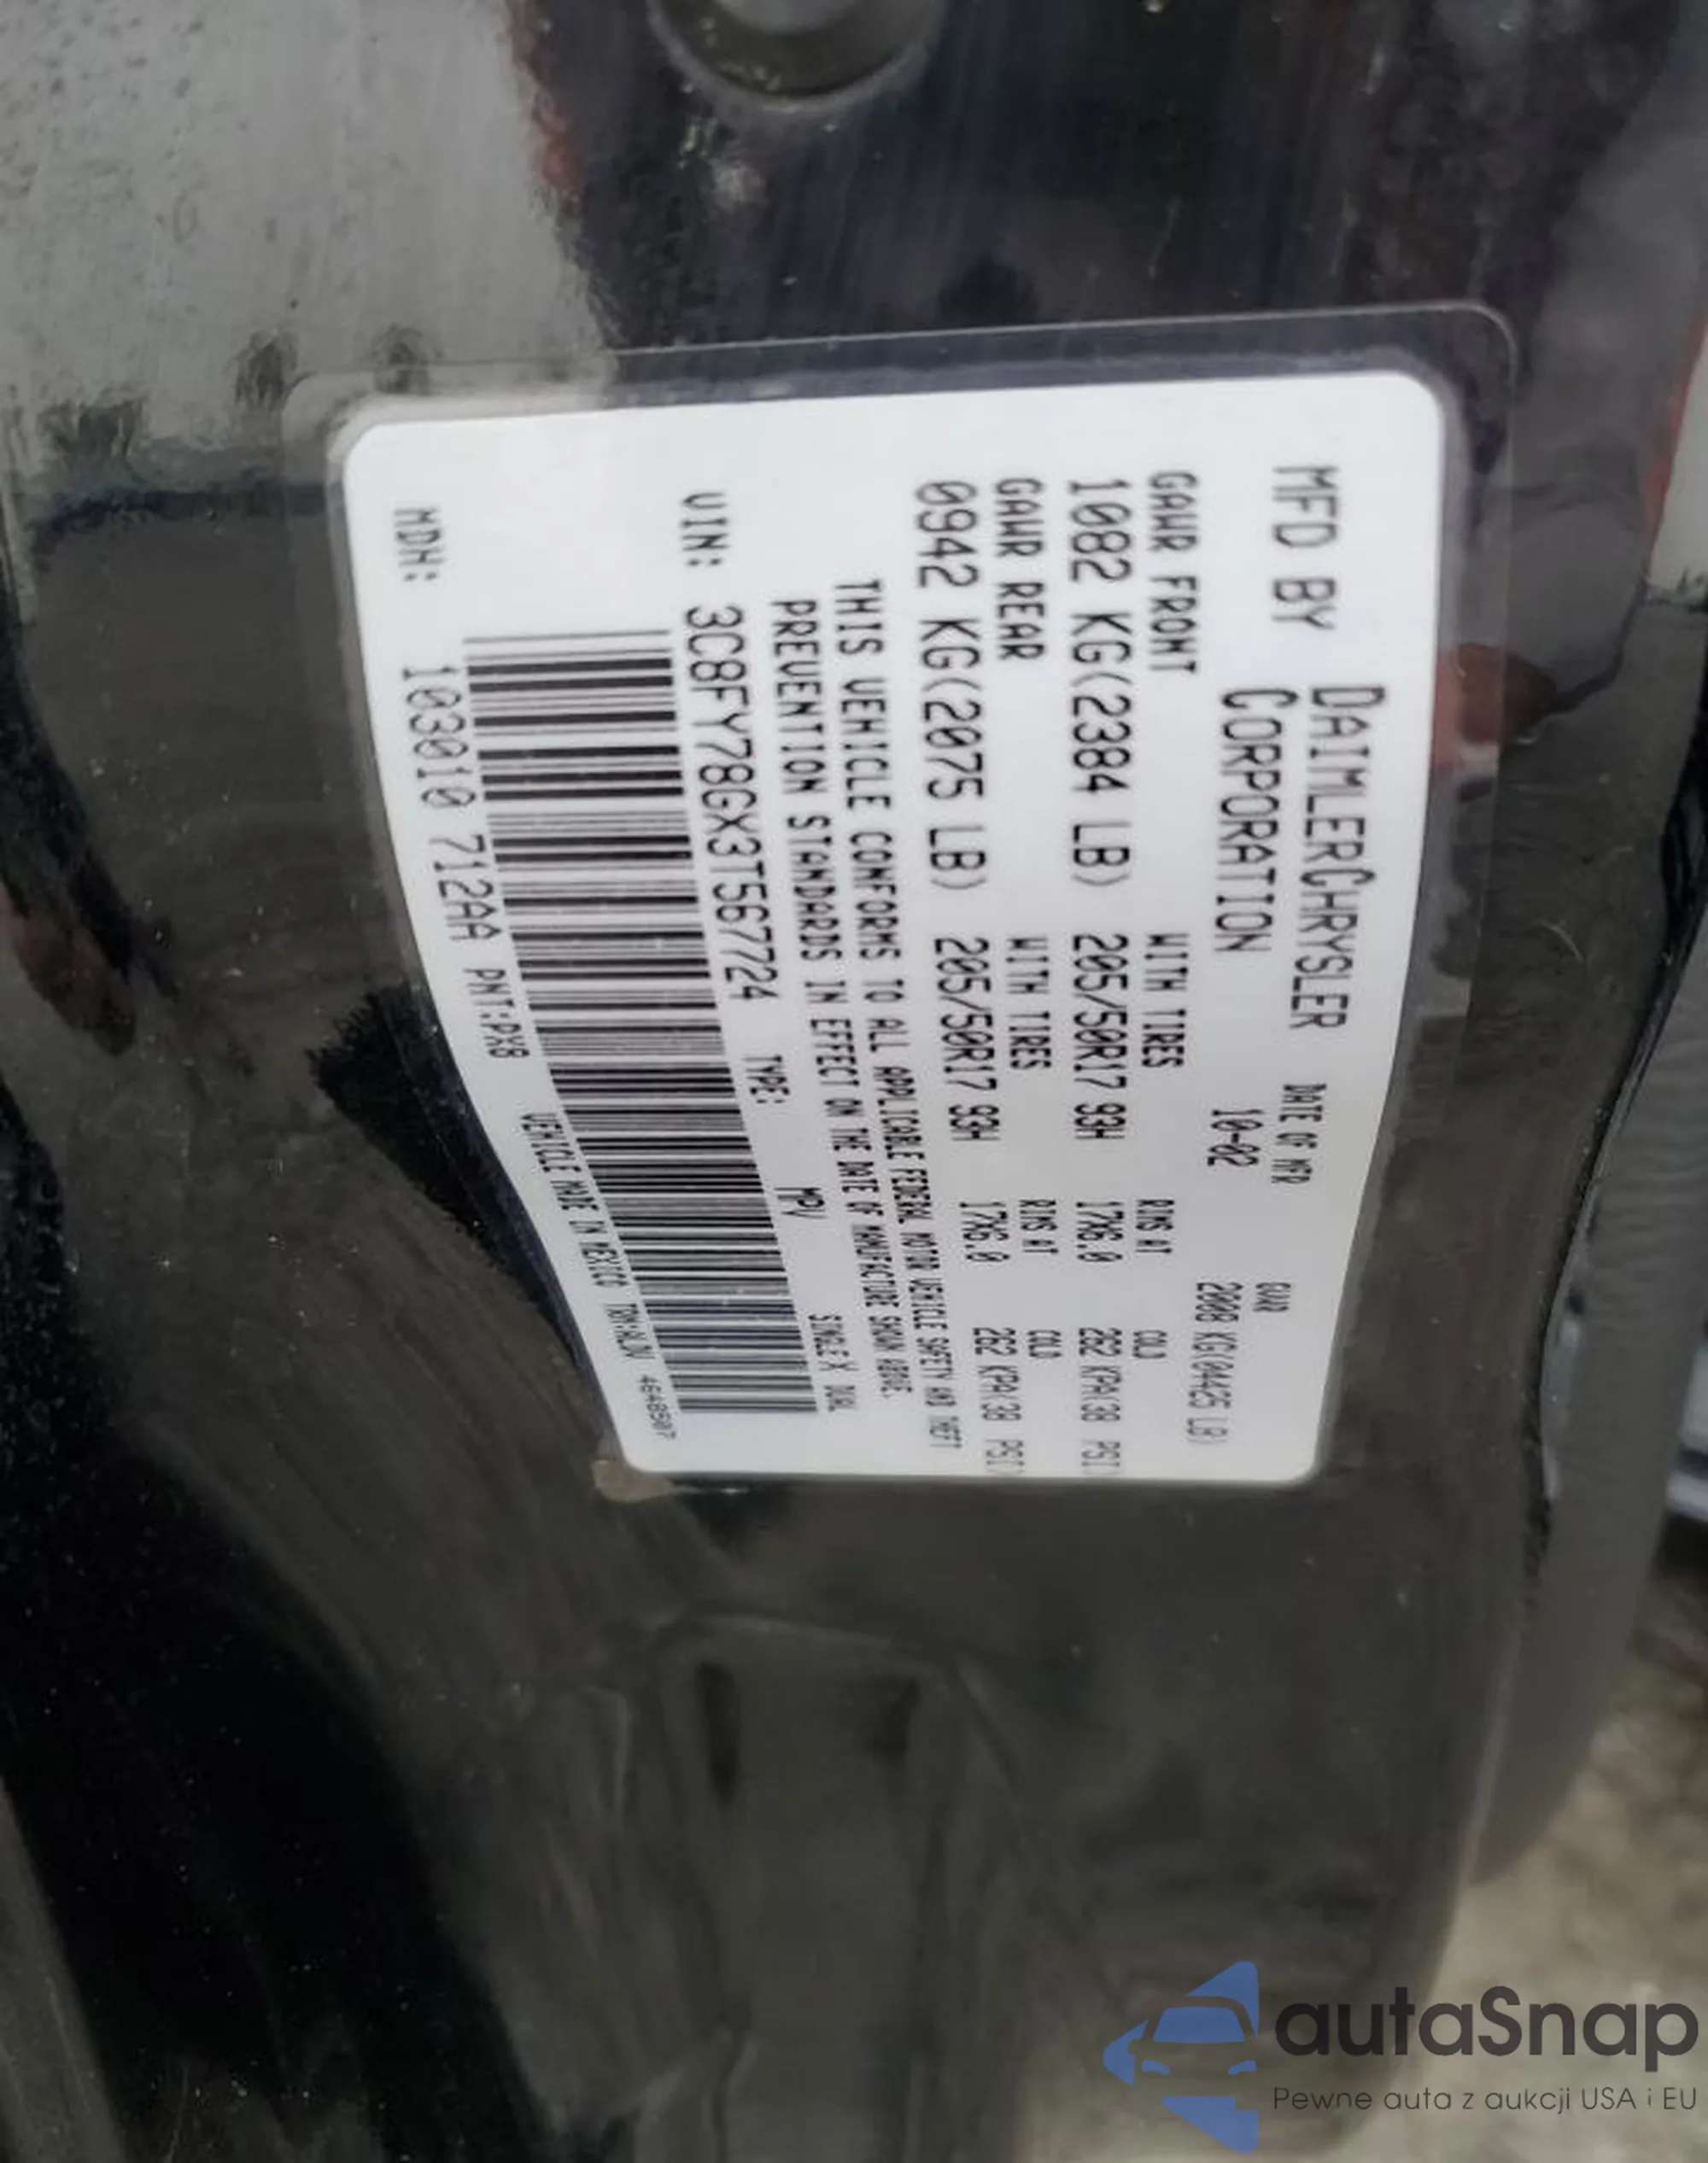 MFD BY DAIMLERCHRYSLER CORPORATION
DATE OF MFR 10-02
GVWR 2008 KG(04425 LB)
GAWR FRONT WITH TIRES RIMS AT COLD
1082 KG(2384 LB) 205/50R17 93H 17X6.0 262 KPA(38 PSI)
GAWR REAR WITH TIRES RIMS AT COLD
0942 KG(2075 LB) 205/50R17 93H 17X6.0 262 KPA(38 PSI)
THIS VEHICLE CONFORMS TO ALL APPLICABLE FEDERAL MOTOR VEHICLE SAFETY AND THEFT
PREVENTION STANDARDS IN EFFECT ON THE DATE OF MANUFACTURE SHOWN ABOVE.
VIN: 3C8FY78GX3T567724 TYPE: MPV SINGLE X DUAL
MDH: 103010 712AA PNT:PX8 VEHICLE MADE IN MEXICO TRM:ALDV 4648507
autaSnap
Pewne auta z aukcji USA i EU